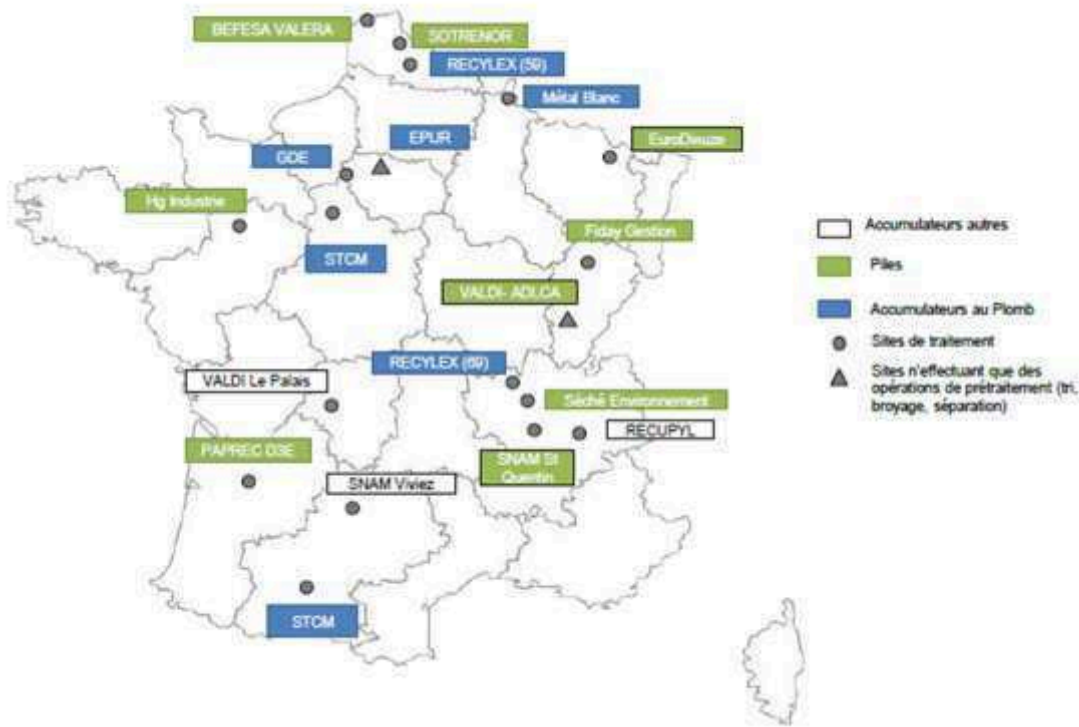 BEFESA VALERA
SOTRENOR
RECYLEX (59)
Métal Blanc
EPUR
EuroDieuze
GDE
Hg Industrie
Fiday Gestion
STCM
VALDI- ADLCA
RECYLEX (69)
VALDI Le Palais
Séché Environnement
RECUPYL
PAPREC D3E
SNAM St
Quentin
SNAM Viviez
STCM
Accumulateurs autres
Piles
Accumulateurs au Plomb
Sites de traitement
Sites n'effectuant que des
opérations de prétraitement (tri,
broyage, séparation)